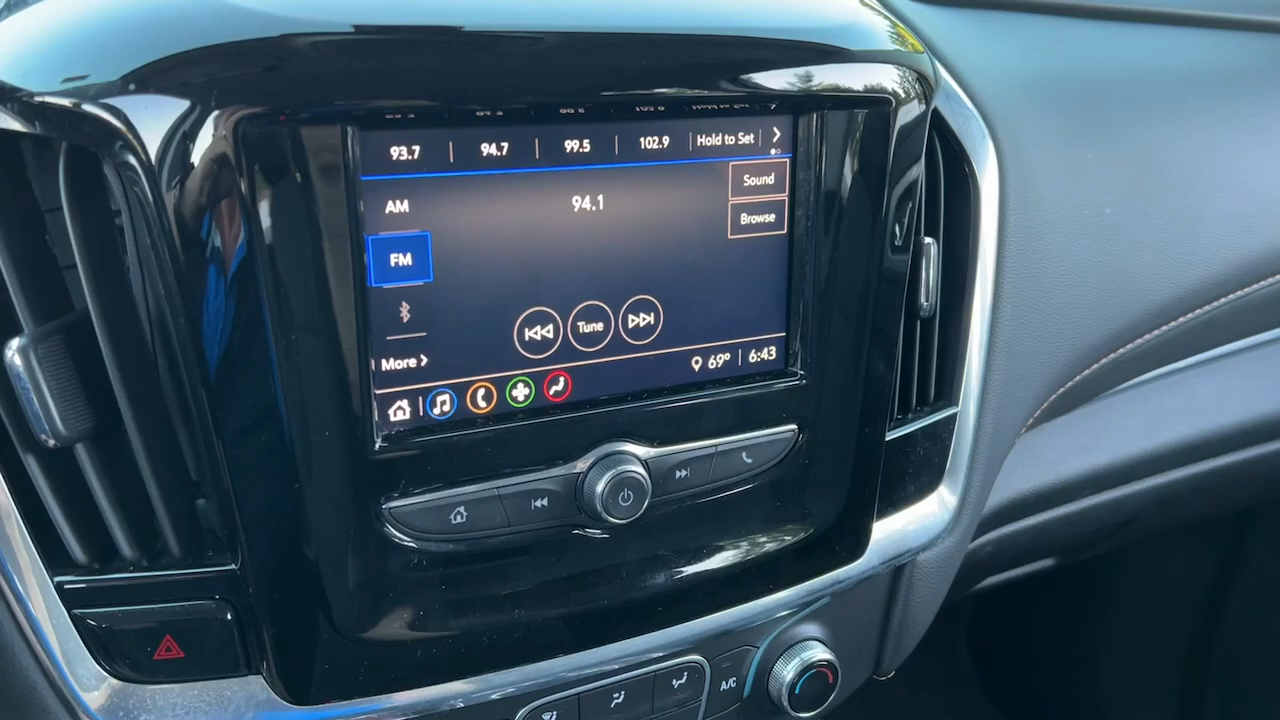 93.7 94.7 99.5 102.9 Hold to Set
AM 94.1 Sound
Browse
FM
Tune
More
69° 6:43
A/C